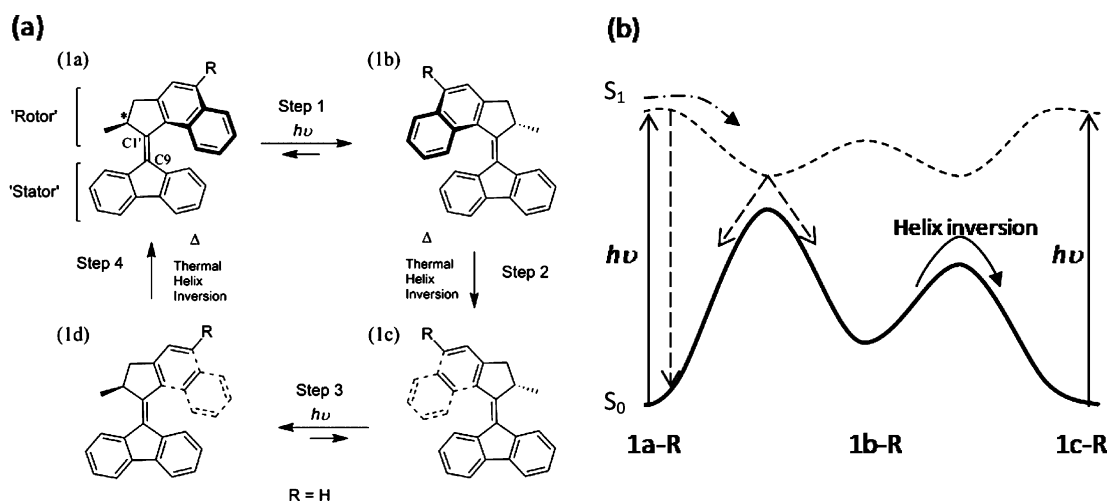 (a)
(b)
(1a)
R
'Rotor'
*
C1'
C9
'Stator'
Step 1
hυ
(1b)
R
Step 4
Δ
Thermal
Helix
Inversion
Δ
Thermal
Helix
Inversion
Step 2
(1d)
R
Step 3
hυ
(1c)
R
R = H
S1
hυ
Helix inversion
hυ
S0
1a-R
1b-R
1c-R